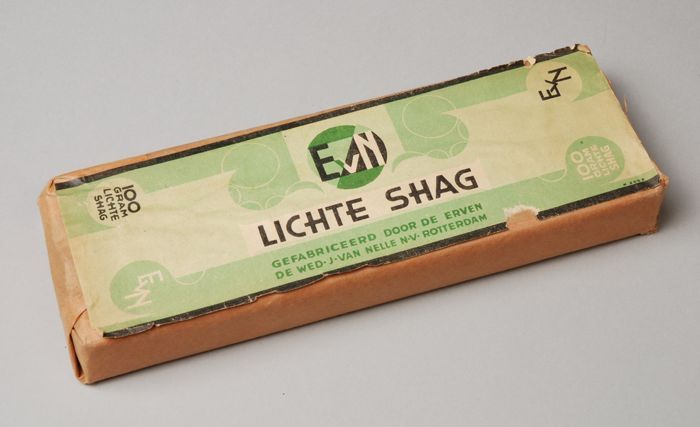 EvN
100
GRAM
LICHTE
SHAG
EvN
LICHTE SHAG
GEFABRICEERD DOOR DE ERVEN
DE WED·J·VAN NELLE N·V·ROTTERDAM
100
GRAM
LICHTE
SHAG
EvN